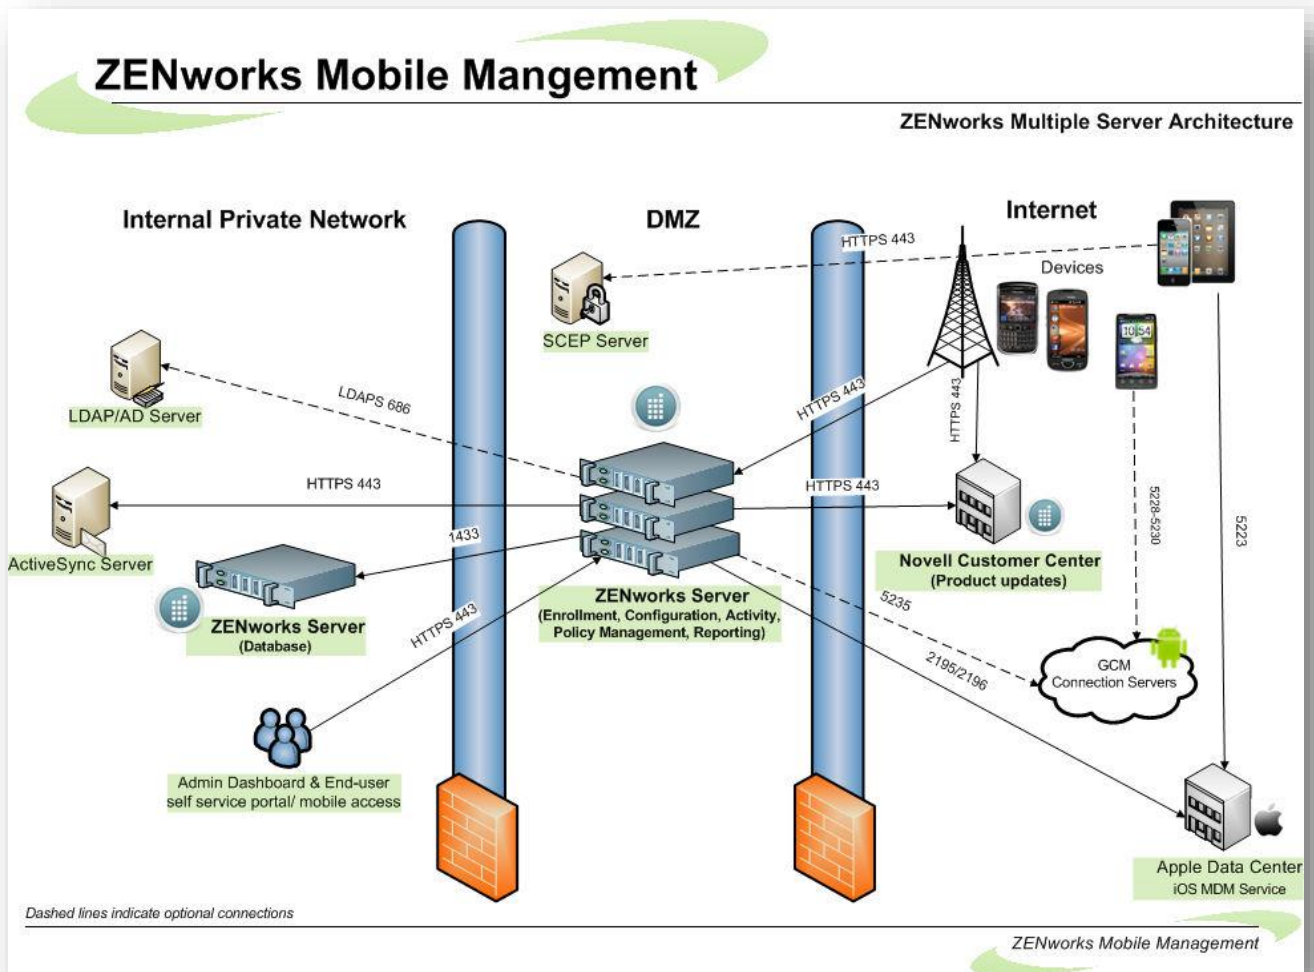 ZENworks Mobile Mangement
ZENworks Multiple Server Architecture
Internal Private Network
DMZ
Internet
HTTPS 443
Devices
SCEP Server
10:54
LDAP/AD Server
LDAPS 686
HTTPS 443
HTTPS 443
HTTPS 443
HTTPS 443
1433
5228-5230
5223
ActiveSync Server
Novell Customer Center
(Product updates)
ZENworks Server
(Database)
HTTPS 443
ZENworks Server
(Enrollment, Configuration, Activity,
Policy Management, Reporting)
5235
2195/2196
GCM
Connection Servers
Admin Dashboard & End-user
self service portal/ mobile access
Apple Data Center
iOS MDM Service
Dashed lines indicate optional connections
ZENworks Mobile Management